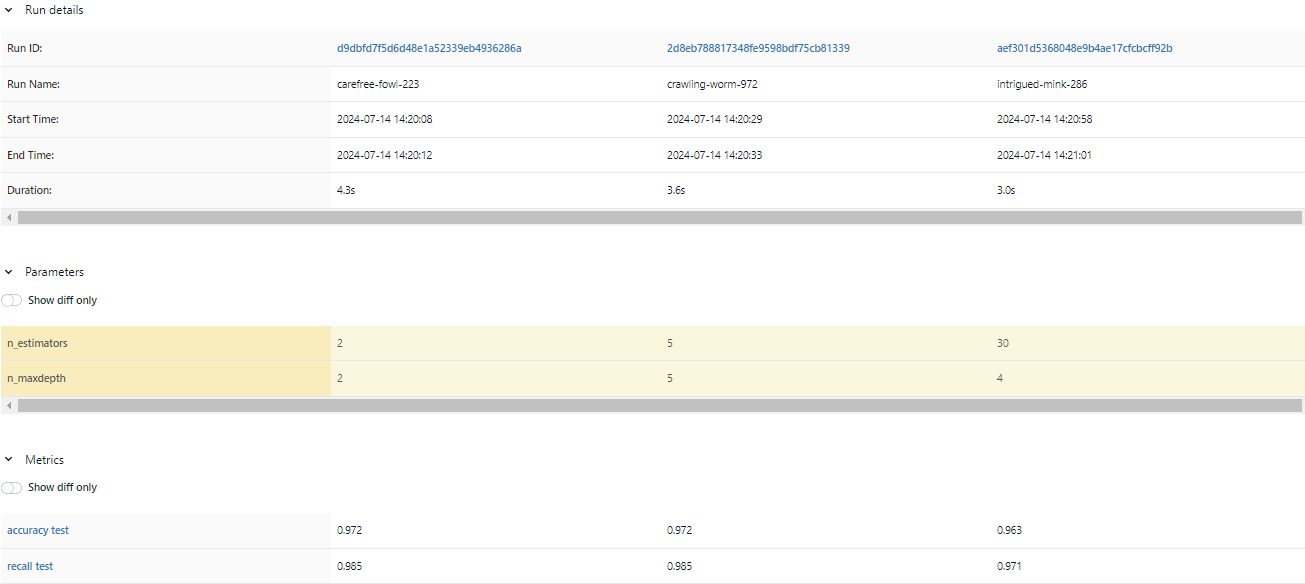 Run details
Run ID: d9dbfd7f5d6d48e1a52339eb4936286a 2d8eb788817348fe9598bdf75cb81339 aef301d5368048e9b4ae17cfcbcff92b
Run Name: carefree-fowl-223 crawling-worm-972 intrigued-mink-286
Start Time: 2024-07-14 14:20:08 2024-07-14 14:20:29 2024-07-14 14:20:58
End Time: 2024-07-14 14:20:12 2024-07-14 14:20:33 2024-07-14 14:21:01
Duration: 4.3s 3.6s 3.0s
Parameters
Show diff only
n_estimators 2 5 30
n_maxdepth 2 5 4
Metrics
Show diff only
accuracy test 0.972 0.972 0.963
recall test 0.985 0.985 0.971